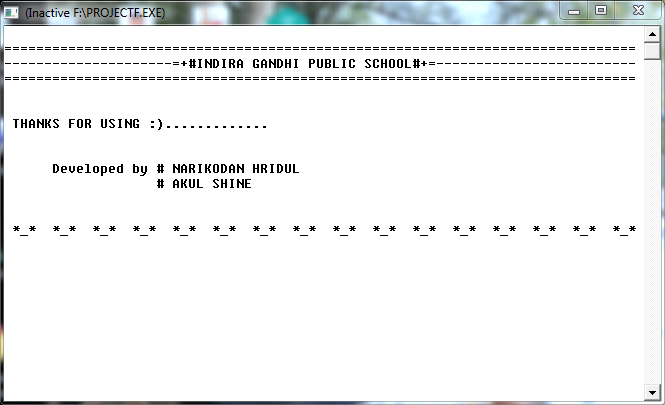 (Inactive F:\PROJECTF.EXE)
===============================================================================
---------------------=+#INDIRA GANDHI PUBLIC SCHOOL#+=-------------------------
===============================================================================
THANKS FOR USING :).............
Developed by # NARIKODAN HRIDUL
# AKUL SHINE
*_*  *_*  *_*  *_*  *_*  *_*  *_*  *_*  *_*  *_*  *_*  *_*  *_*  *_*  *_*  *_*